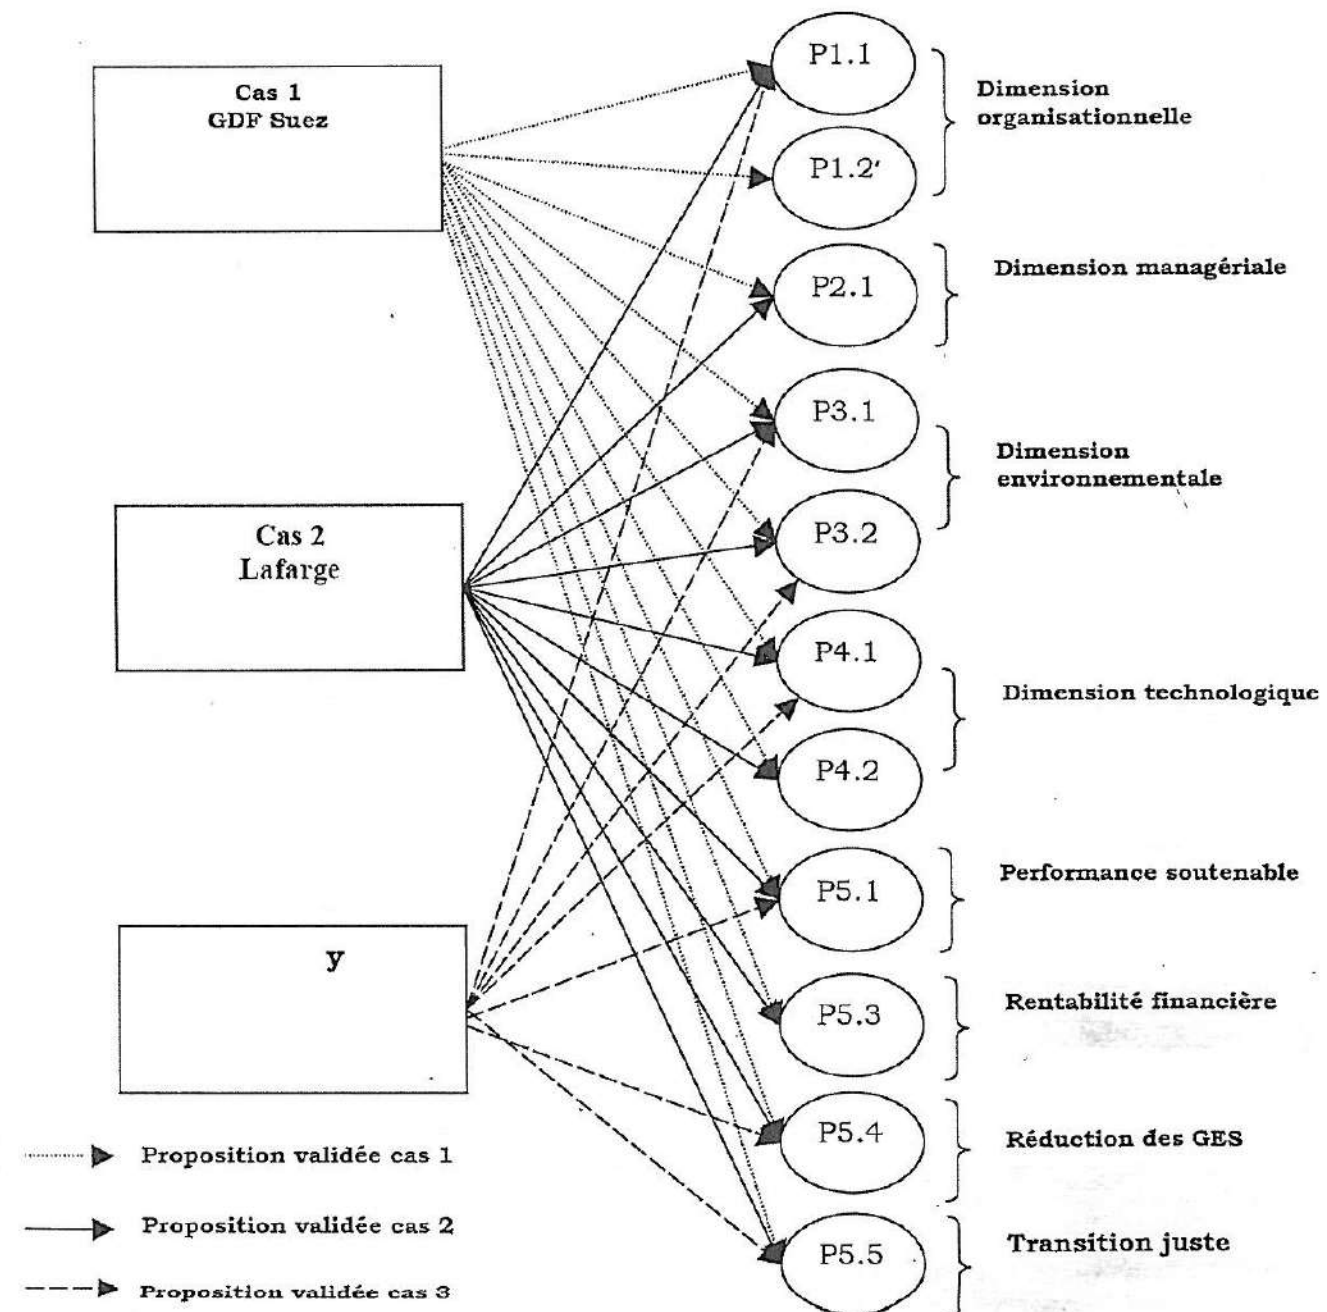 Cas 1
GDF Suez
Cas 2
Lafarge
y
P1.1
P1.2'
P2.1
P3.1
P3.2
P4.1
P4.2
P5.1
P5.3
P5.4
P5.5
Dimension
organisationnelle
Dimension managériale
Dimension
environnementale
Dimension technologique
Performance soutenable
Rentabilité financière
Réduction des GES
Transition juste
Proposition validée cas 1
Proposition validée cas 2
Proposition validée cas 3